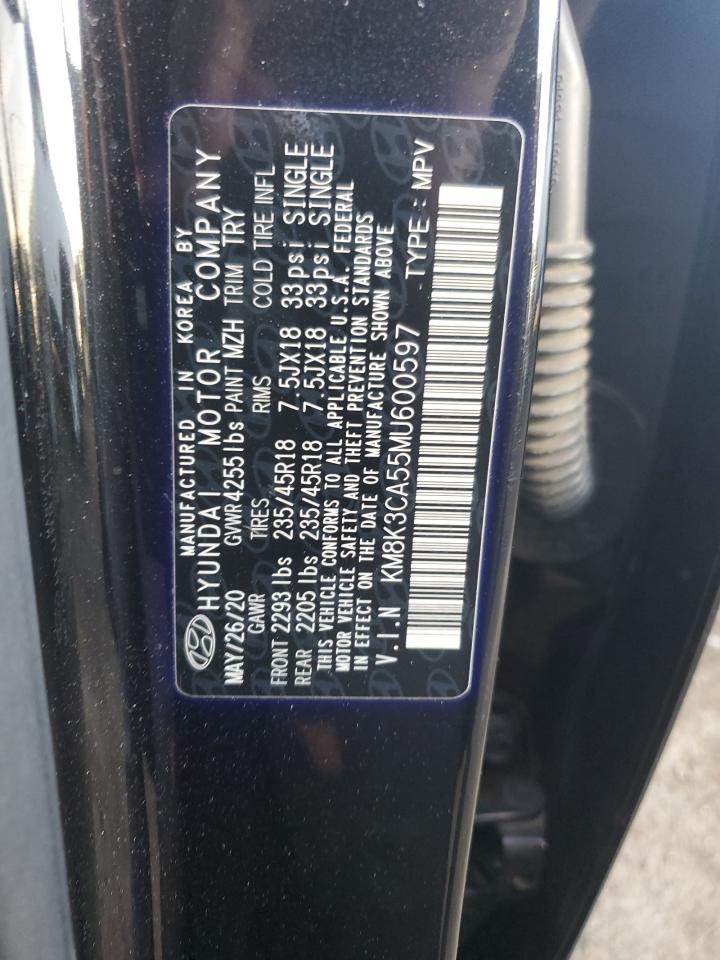 MANUFACTURED IN KOREA BY
HYUNDAI MOTOR COMPANY
MAY/26/20 GVWR 4255lbs PAINT MZH TRIM TRY
GAWR TIRES RIMS COLD TIRE INFL
FRONT 2293 lbs 235/45R18 7.5JX18 33psi SINGLE
REAR 2205 lbs 235/45R18 7.5JX18 33psi SINGLE
THIS VEHICLE CONFORMS TO ALL APPLICABLE U.S.A. FEDERAL
MOTOR VEHICLE SAFETY AND THEFT PREVENTION STANDARDS
IN EFFECT ON THE DATE OF MANUFACTURE SHOWN ABOVE
V.I.N KM8K3CA55MU600597 TYPE : MPV